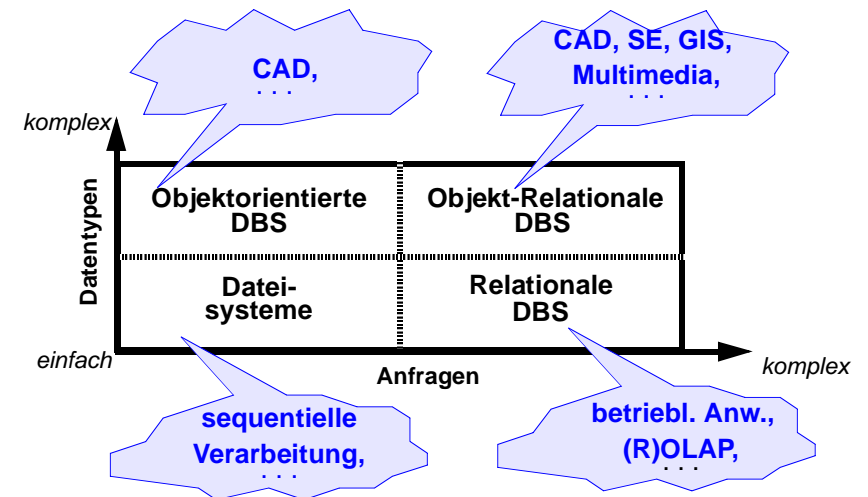 CAD,
. . .
CAD, SE, GIS,
Multimedia,
. . .
komplex
Datentypen
Objektorientierte
DBS
Objekt-Relationale
DBS
Datei-
systeme
Relationale
DBS
einfach
Anfragen
komplex
sequentielle
Verarbeitung,
. . .
betriebl. Anw.,
(R)OLAP,
. . .